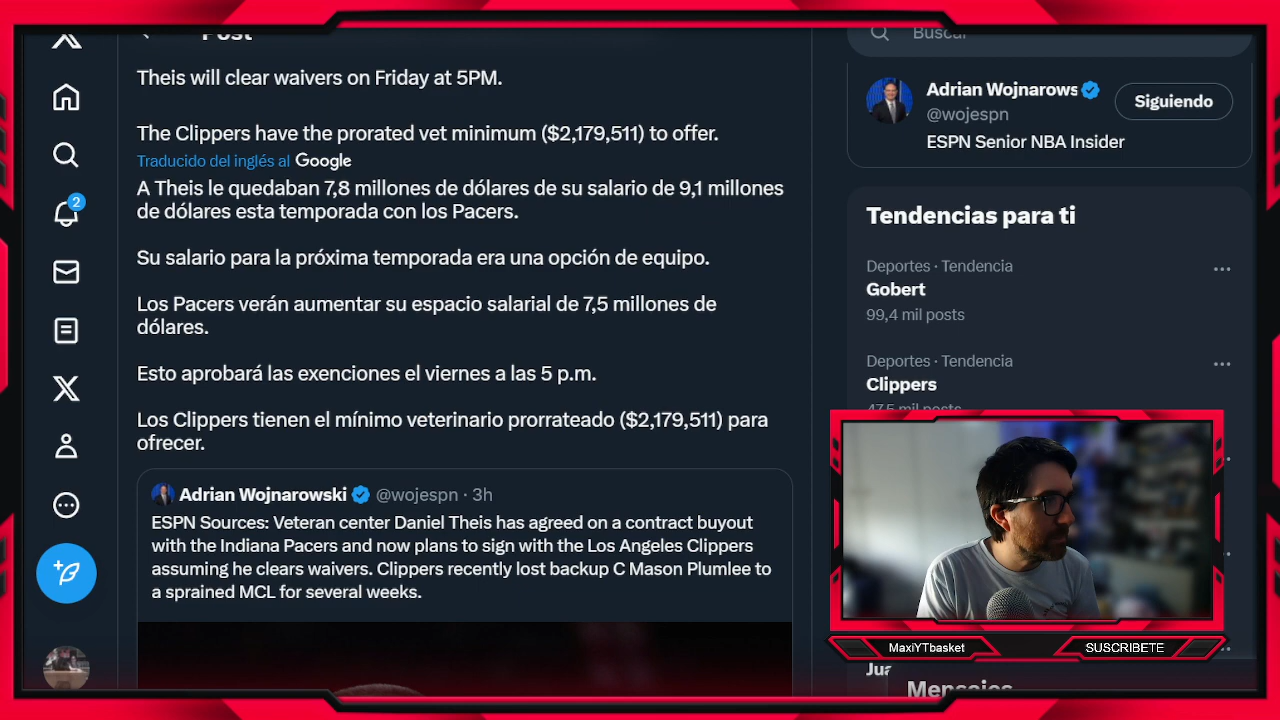 Post
Theis will clear waivers on Friday at 5PM.
The Clippers have the prorated vet minimum ($2,179,511) to offer.
Traducido del inglés al Google
A Theis le quedaban 7,8 millones de dólares de su salario de 9,1 millones
de dólares esta temporada con los Pacers.
Su salario para la próxima temporada era una opción de equipo.
Los Pacers verán aumentar su espacio salarial de 7,5 millones de
dólares.
Esto aprobará las exenciones el viernes a las 5 p.m.
Los Clippers tienen el mínimo veterinario prorrateado ($2,179,511) para
ofrecer.
Adrian Wojnarowski @wojespn · 3h
ESPN Sources: Veteran center Daniel Theis has agreed on a contract buyout
with the Indiana Pacers and now plans to sign with the Los Angeles Clippers
assuming he clears waivers. Clippers recently lost backup C Mason Plumlee to
a sprained MCL for several weeks.
2
Buscar
Adrian Wojnarows
@wojespn
Siguiendo
ESPN Senior NBA Insider
Tendencias para ti
Deportes · Tendencia
Gobert
99,4 mil posts
Deportes · Tendencia
Clippers
47,5 mil posts
MaxiYTbasket
SUSCRIBETE
Jua
Mensajes